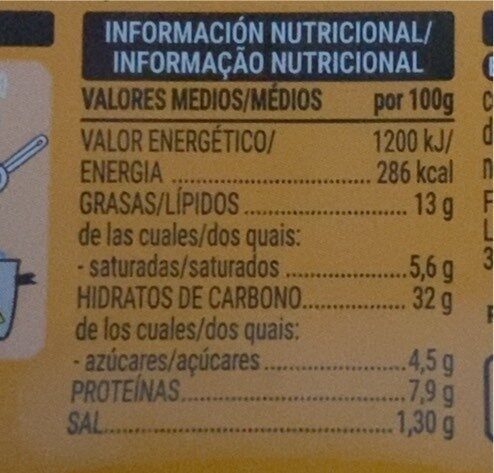 INFORMACIÓN NUTRICIONAL/
INFORMAÇÃO NUTRICIONAL
VALORES MEDIOS/MÉDIOS por 100g
VALOR ENERGÉTICO/ 1200 kJ/
ENERGIA .................................. 286 kcal
GRASAS/LÍPIDOS ........................... 13 g
de las cuales/dos quais:
- saturadas/saturados .................... 5,6 g
HIDRATOS DE CARBONO.................. 32 g
de los cuales/dos quais:
- azúcares/açúcares ...................... 4,5 g
PROTEÍNAS................................ 7,9 g
SAL...................................... 1,30 g